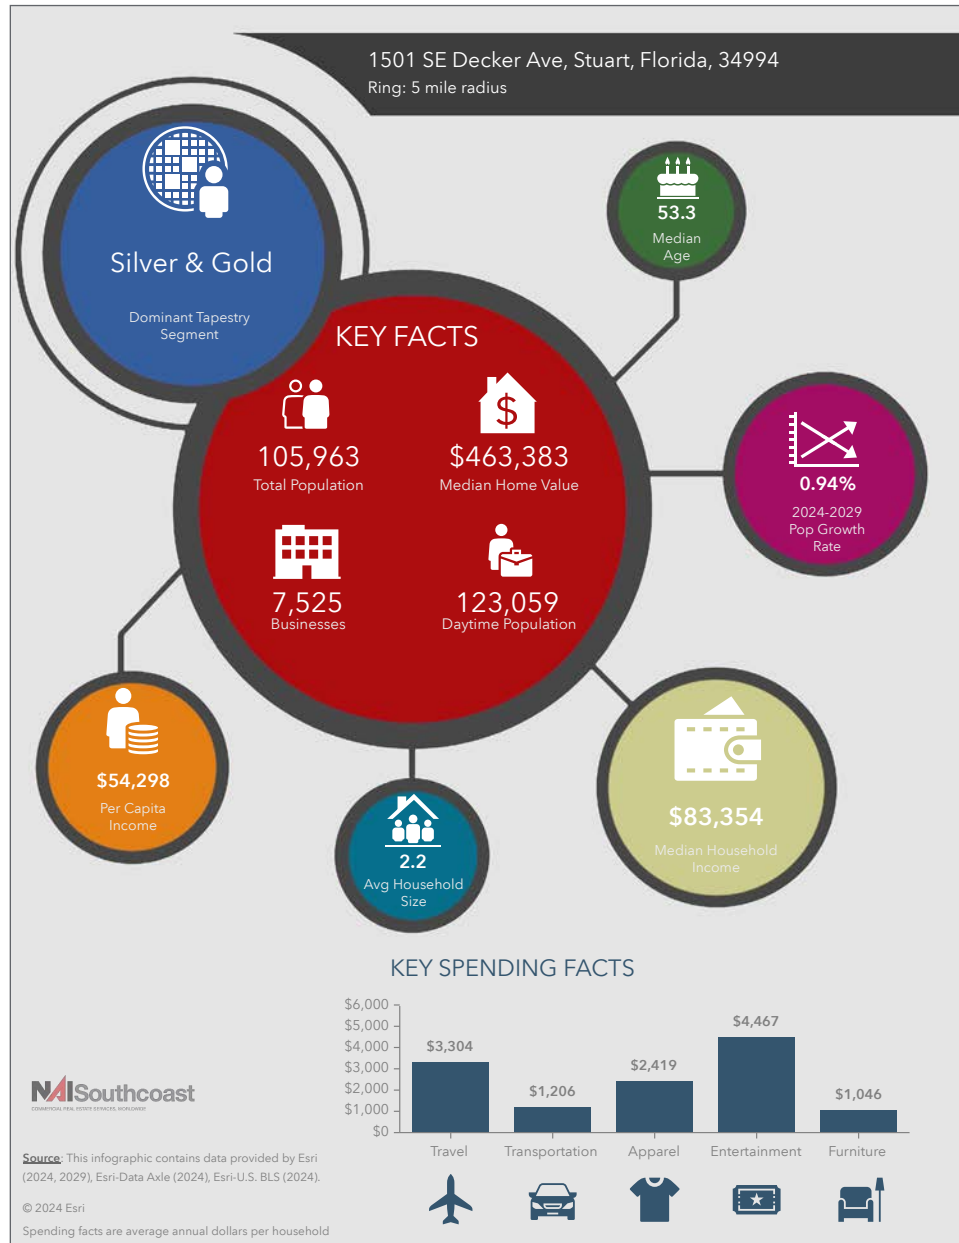 1501 SE Decker Ave, Stuart, Florida, 34994
Ring: 5 mile radius
Silver & Gold
Dominant Tapestry
Segment
53.3
Median
Age
KEY FACTS
105,963
Total Population
$463,383
Median Home Value
7,525
Businesses
123,059
Daytime Population
0.94%
2024-2029
Pop Growth
Rate
$54,298
Per Capita
Income
2.2
Avg Household
Size
$83,354
Median Household
Income
KEY SPENDING FACTS
$6,000
$5,000
$4,000
$3,000
$2,000
$1,000
$0
$3,304
$1,206
$2,419
$4,467
$1,046
Travel
Transportation
Apparel
Entertainment
Furniture
NAISouthcoast
COMMERCIAL REAL ESTATE SERVICES, WORLDWIDE
Source: This infographic contains data provided by Esri
(2024, 2029), Esri-Data Axle (2024), Esri-U.S. BLS (2024).
© 2024 Esri
Spending facts are average annual dollars per household